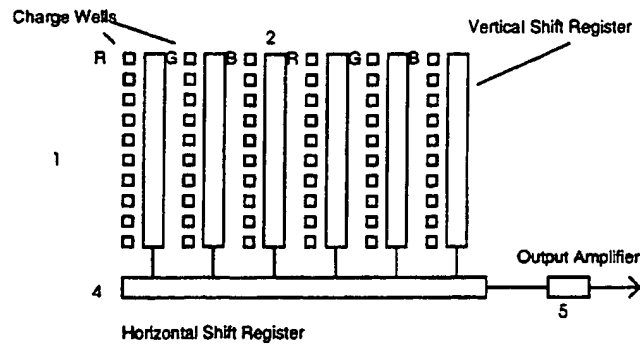 Charge Wells
2
Vertical Shift Register
R G B R G B
1
Output Amplifier
4
5
Horizontal Shift Register